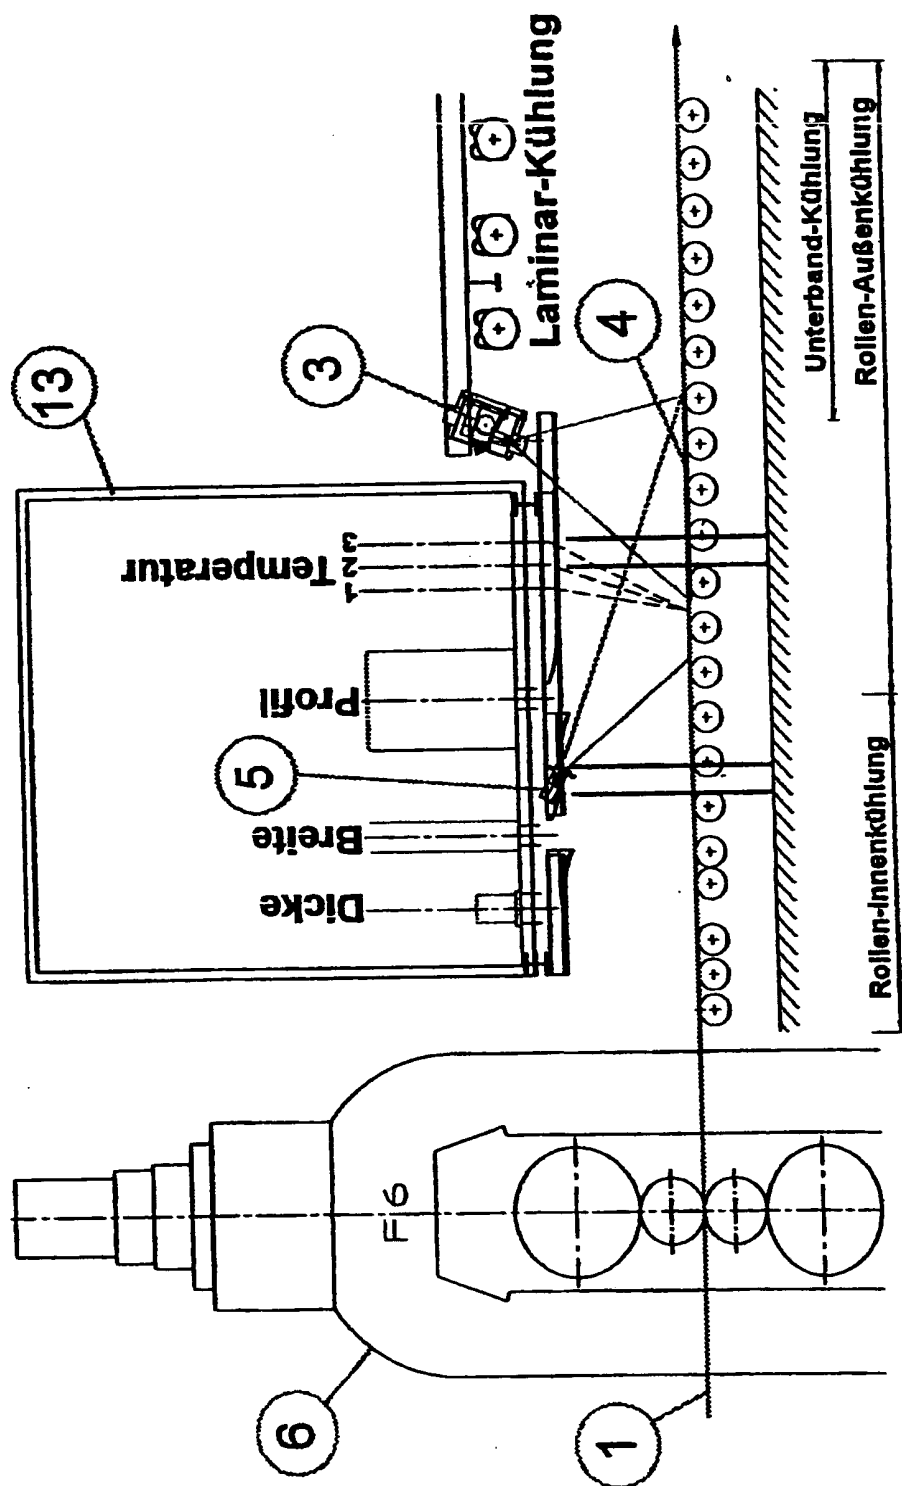 13
Temperatur
1 2 3
Profil
5
Breite
Dicke
3
Laminar-Kühlung
4
F6
6
1
Unterband-Kühlung
Rollen-Außenkühlung
Rollen-Innenkühlung